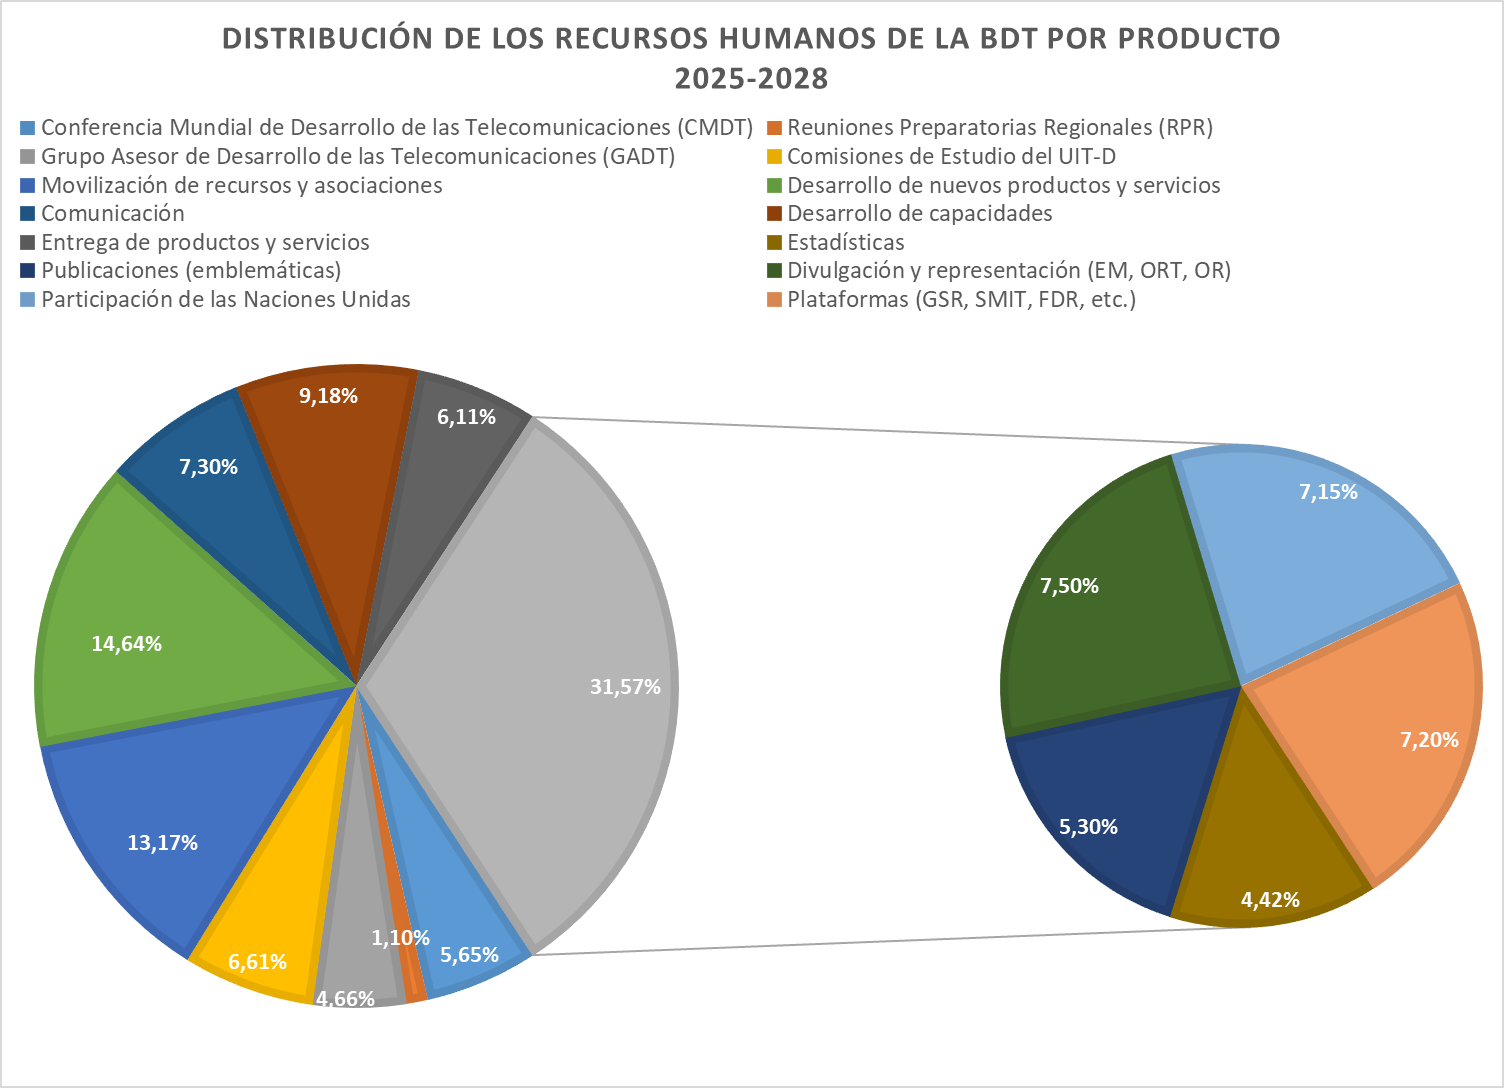 DISTRIBUCIÓN DE LOS RECURSOS HUMANOS DE LA BDT POR PRODUCTO
2025-2028
Conferencia Mundial de Desarrollo de las Telecomunicaciones (CMDT)
Reuniones Preparatorias Regionales (RPR)
Grupo Asesor de Desarrollo de las Telecomunicaciones (GADT)
Comisiones de Estudio del UIT-D
Movilización de recursos y asociaciones
Desarrollo de nuevos productos y servicios
Comunicación
Desarrollo de capacidades
Entrega de productos y servicios
Estadísticas
Publicaciones (emblemáticas)
Divulgación y representación (EM, ORT, OR)
Participación de las Naciones Unidas
Plataformas (GSR, SMIT, FDR, etc.)
9,18%
6,11%
7,30%
14,64%
31,57%
13,17%
1,10%
5,65%
6,61%
4,66%
7,15%
7,50%
7,20%
5,30%
4,42%